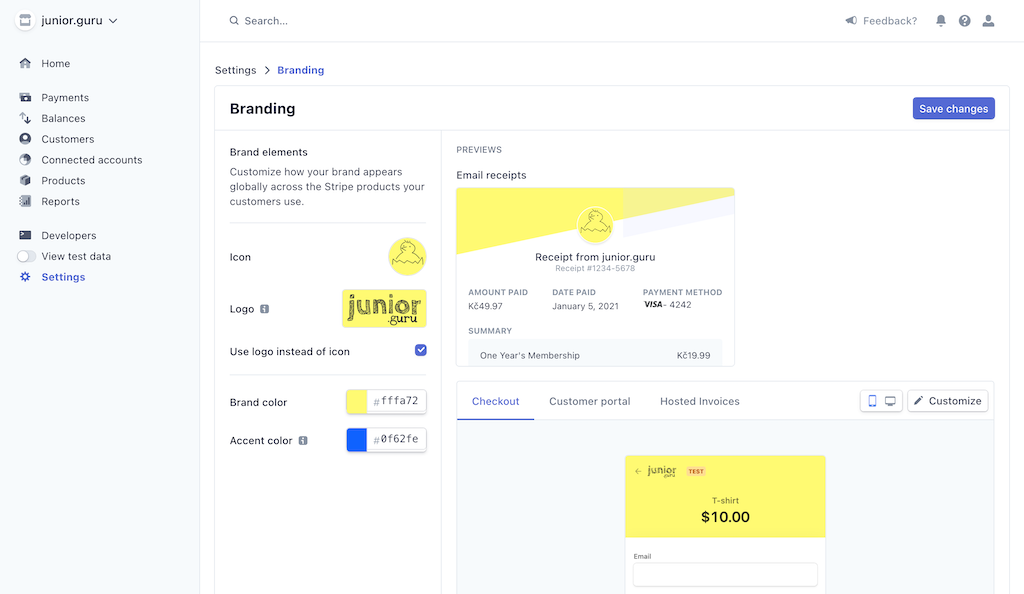 junior.guru
Search...
Feedback?
Home
Payments
Balances
Customers
Connected accounts
Products
Reports
Developers
View test data
Settings
Settings > Branding
Branding
Save changes
Brand elements
Customize how your brand appears
globally across the Stripe products your
customers use.
Icon
Logo
junior
.guru
Use logo instead of icon
Brand color
#fffa72
Accent color
#0f62fe
PREVIEWS
Email receipts
Receipt from junior.guru
Receipt #1234-5678
AMOUNT PAID DATE PAID PAYMENT METHOD
Kč49.97 January 5, 2021 VISA - 4242
SUMMARY
One Year's Membership Kč19.99
Checkout Customer portal Hosted Invoices Customize
junior TEST
.guru
T-shirt
$10.00
Email